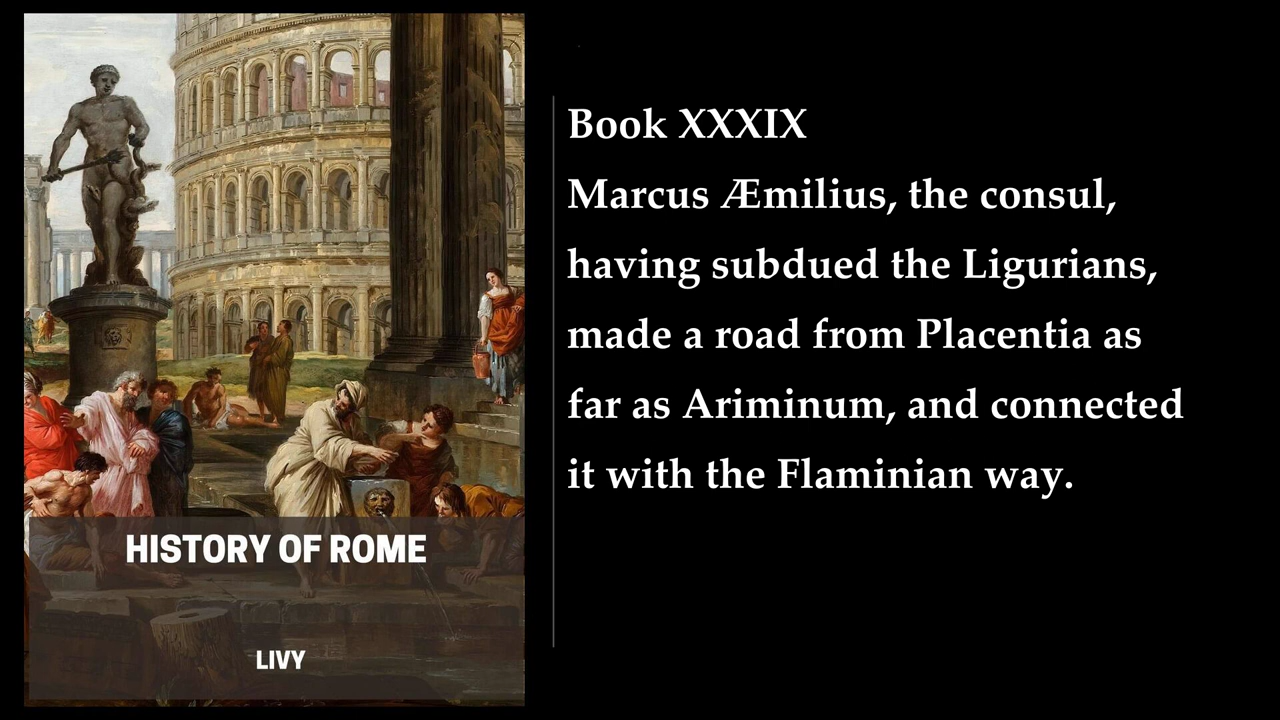 Book XXXIX
Marcus Æmilius, the consul,
having subdued the Ligurians,
made a road from Placentia as
far as Ariminum, and connected
it with the Flaminian way.
HISTORY OF ROME
LIVY